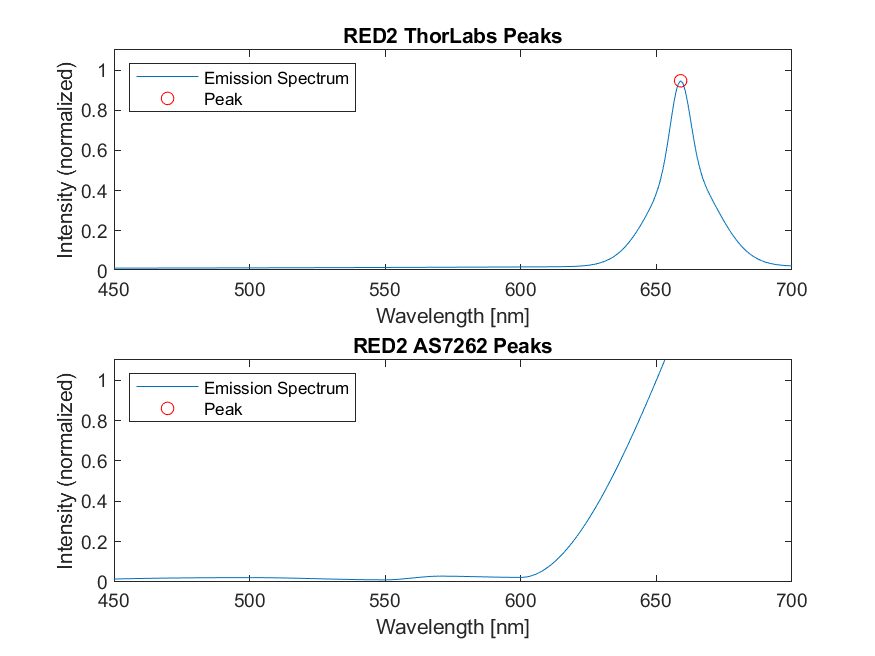 RED2 ThorLabs Peaks
Intensity (normalized)
1
0.8
0.6
0.4
0.2
0
Emission Spectrum
Peak
450 500 550 600 650 700
Wavelength [nm]
RED2 AS7262 Peaks
Intensity (normalized)
1
0.8
0.6
0.4
0.2
0
Emission Spectrum
Peak
450 500 550 600 650 700
Wavelength [nm]